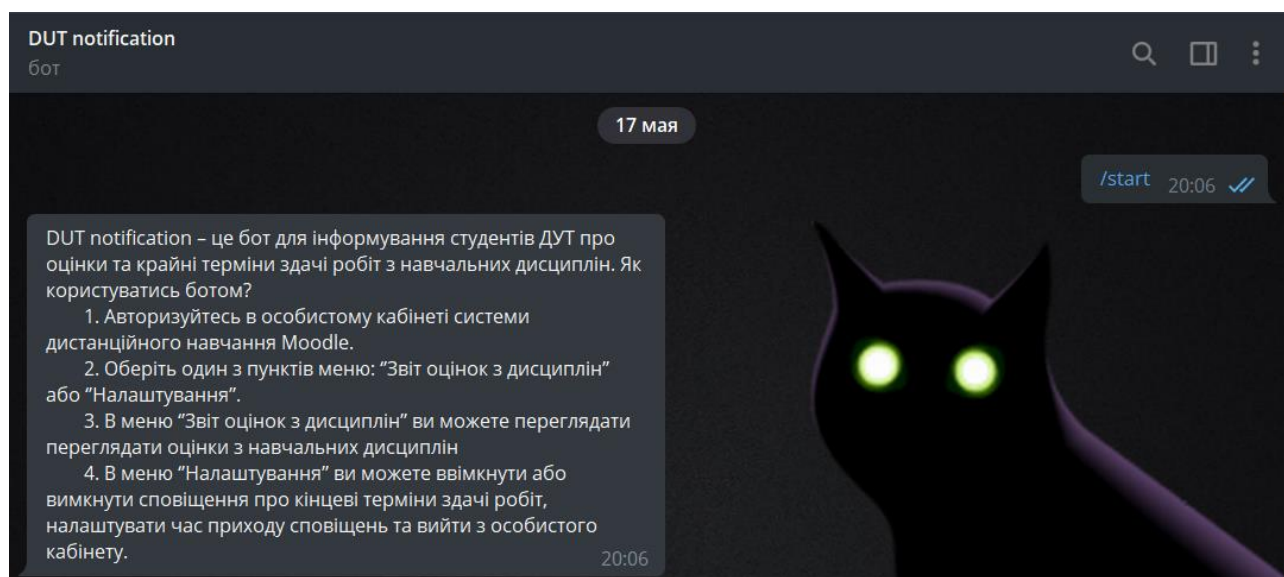 DUT notification
бот
17 мая
/start 20:06
DUT notification – це бот для інформування студентів ДУТ про
оцінки та крайні терміни здачі робіт з навчальних дисциплін. Як
користуватись ботом?
1. Авторизуйтесь в особистому кабінеті системи
дистанційного навчання Moodle.
2. Оберіть один з пунктів меню: “Звіт оцінок з дисциплін”
або “Налаштування”.
3. В меню “Звіт оцінок з дисциплін” ви можете переглядати
переглядати оцінки з навчальних дисциплін
4. В меню “Налаштування” ви можете ввімкнути або
вимкнути сповіщення про кінцеві терміни здачі робіт,
налаштувати час приходу сповіщень та вийти з особистого
кабінету.
20:06